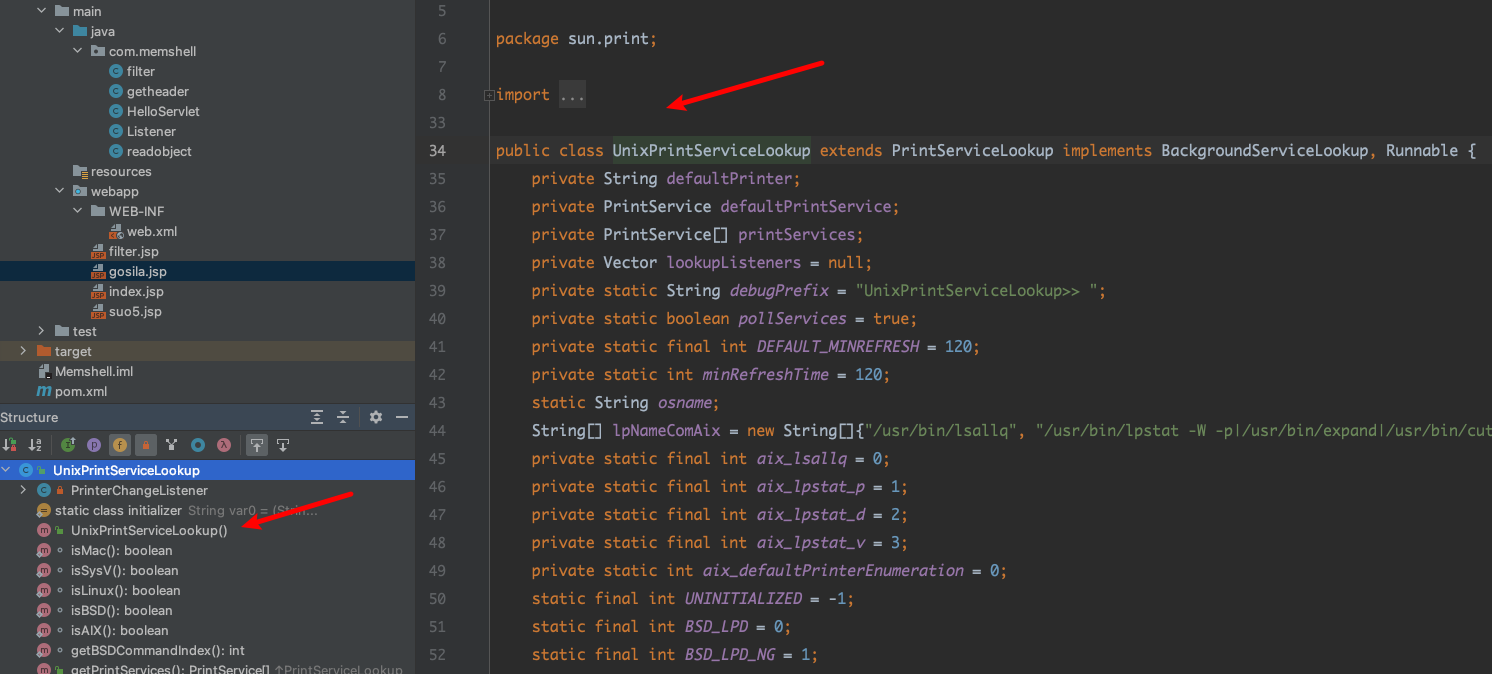 main
java
com.memshell
filter
getheader
HelloServlet
Listener
readobject
resources
webapp
WEB-INF
web.xml
filter.jsp
gosila.jsp
index.jsp
suo5.jsp
test
target
Memshell.iml
pom.xml
Structure
UnixPrintServiceLookup
PrinterChangeListener
static class initializer String var0 = (Strin...
UnixPrintServiceLookup()
isMac(): boolean
isSysV(): boolean
isLinux(): boolean
isBSD(): boolean
isAIX(): boolean
getBSDCommandIndex(): int
getPrintServices(): PrintService[] ↑PrintServiceLookup
5
6 package sun.print;
7
8 import ...
33
34 public class UnixPrintServiceLookup extends PrintServiceLookup implements BackgroundServiceLookup, Runnable {
35 private String defaultPrinter;
36 private PrintService defaultPrintService;
37 private PrintService[] printServices;
38 private Vector lookupListeners = null;
39 private static String debugPrefix = "UnixPrintServiceLookup>> ";
40 private static boolean pollServices = true;
41 private static final int DEFAULT_MINREFRESH = 120;
42 private static int minRefreshTime = 120;
43 static String osname;
44 String[] lpNameComAix = new String[]{"/usr/bin/lsallq", "/usr/bin/lpstat -W -p|/usr/bin/expand|/usr/bin/cut
45 private static final int aix_lsallq = 0;
46 private static final int aix_lpstat_p = 1;
47 private static final int aix_lpstat_d = 2;
48 private static final int aix_lpstat_v = 3;
49 private static int aix_defaultPrinterEnumeration = 0;
50 static final int UNINITIALIZED = -1;
51 static final int BSD_LPD = 0;
52 static final int BSD_LPD_NG = 1;